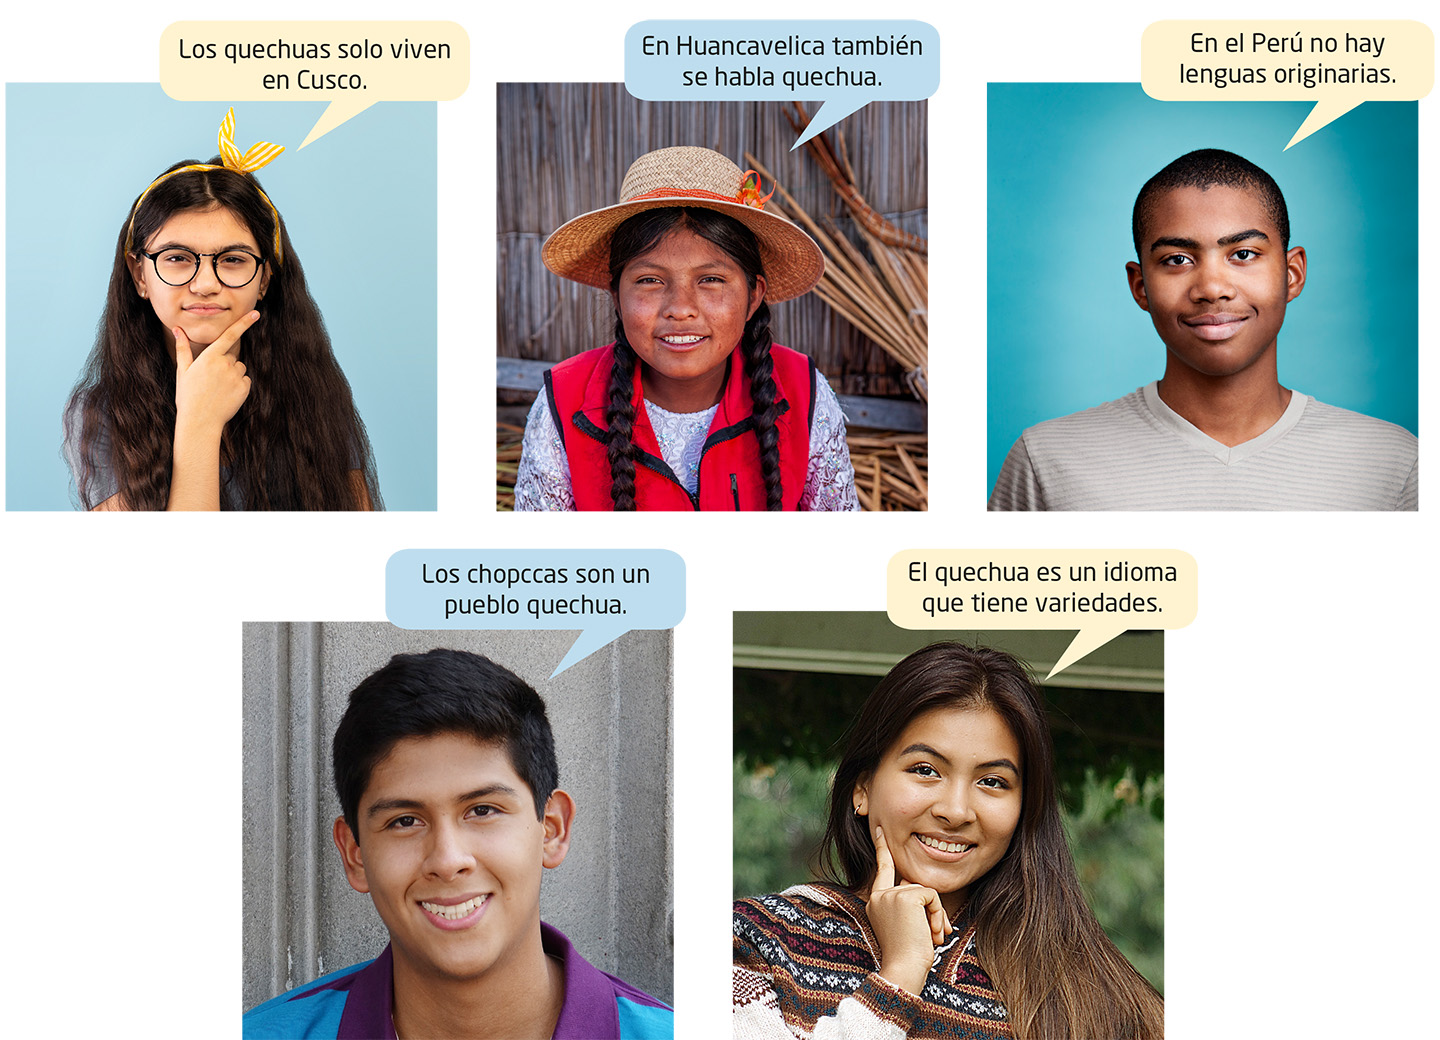 Los quechuas solo viven
en Cusco.
En Huancavelica también
se habla quechua.
En el Perú no hay
lenguas originarias.
Los chopccas son un
pueblo quechua.
El quechua es un idioma
que tiene variedades.